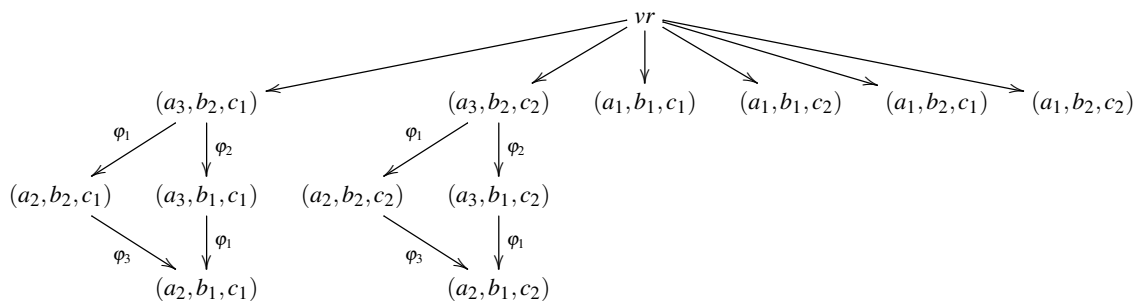 vr
(a₃,b₂,c₁) (a₃,b₂,c₂) (a₁,b₁,c₁) (a₁,b₁,c₂) (a₁,b₂,c₁) (a₁,b₂,c₂)
φ₁ φ₂ φ₁ φ₂
(a₂,b₂,c₁) (a₃,b₁,c₁) (a₂,b₂,c₂) (a₃,b₁,c₂)
φ₃ φ₁ φ₃ φ₁
(a₂,b₁,c₁) (a₂,b₁,c₂)